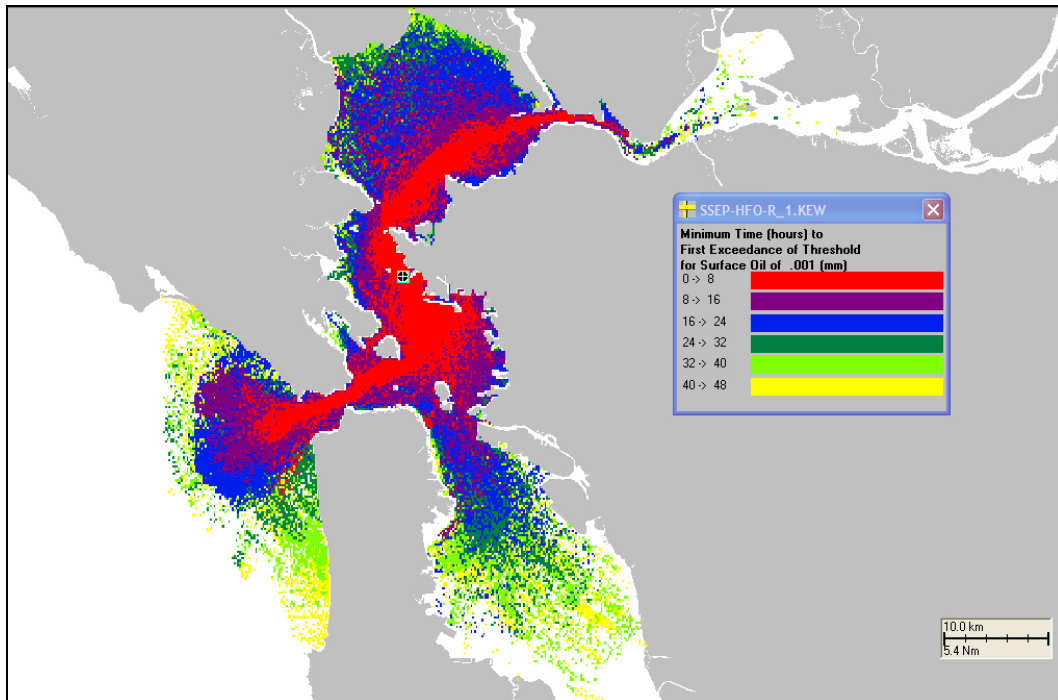 SSEP-HFO-R_1.KEW
Minimum Time (hours) to
First Exceedance of Threshold
for Surface Oil of .001 (mm)
0 -> 8
8 -> 16
16 -> 24
24 -> 32
32 -> 40
40 -> 48
10.0 km
5.4 Nm